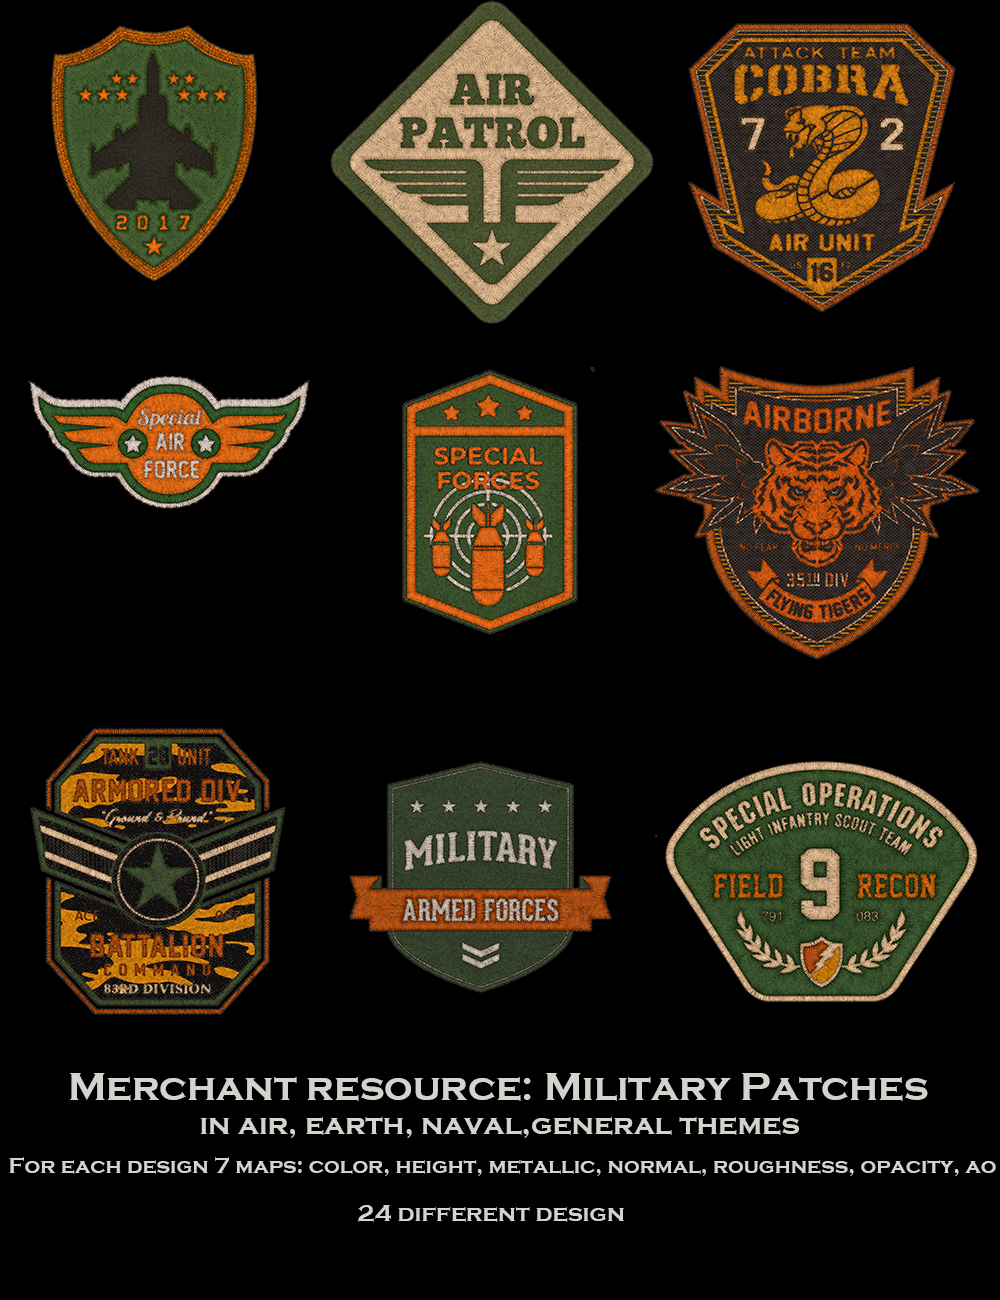 2017
AIR
PATROL
ATTACK TEAM
COBRA
7 2
AIR UNIT
16
Special
AIR
FORCE
SPECIAL
FORCES
AIRBORNE
NO FEAR NO MERCY
35TH DIV
FLYING TIGERS
TANK 28 UNIT
ARMORED DIV.
"Ground & Pound"
BATTALION
COMMAND
83RD DIVISION
MILITARY
ARMED FORCES
SPECIAL OPERATIONS
LIGHT INFANTRY SCOUT TEAM
9
FIELD RECON
791 083
Merchant resource: Military Patches
in air, earth, naval,general themes
For each design 7 maps: color, height, metallic, normal, roughness, opacity, ao
24 different design